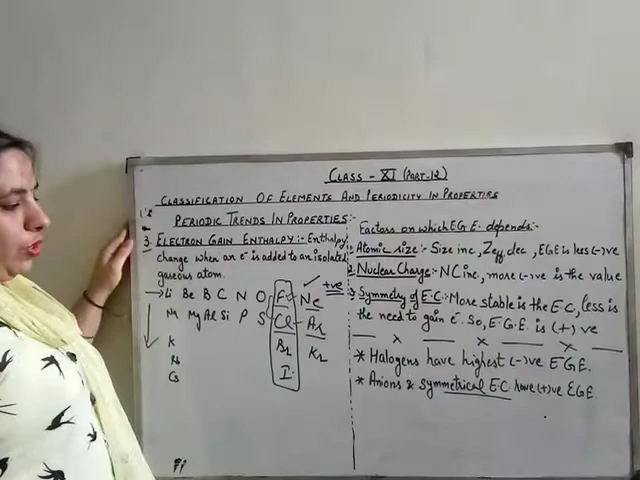 CLASS - XI (PART-12)
CLASSIFICATION OF ELEMENTS AND PERIODICITY IN PROPERTIES
PERIODIC TRENDS IN PROPERTIES:-
3. ELECTRON GAIN ENTHALPY:- Enthalpy
change when an e⁻ is added to an isolated
gaseous atom.
→ Li Be B C N O F Ne +ve
Na Mg Al Si P S Cl Ar
K Br Kr
Rb I
Cs
Factors on which E.G.E. depends:-
1. Atomic size:- Size inc, Zeff dec, EGE is less (-)ve
2. Nuclear Charge:- NC inc, more (-)ve is the value
3. Symmetry of E.C:- More stable is the E.C, less is
the need to gain e⁻. So, E.G.E. is (+)ve
— x — x — x —
* Halogens have highest (-)ve EGE.
* Anions & symmetrical E.C. have (+)ve EGE.